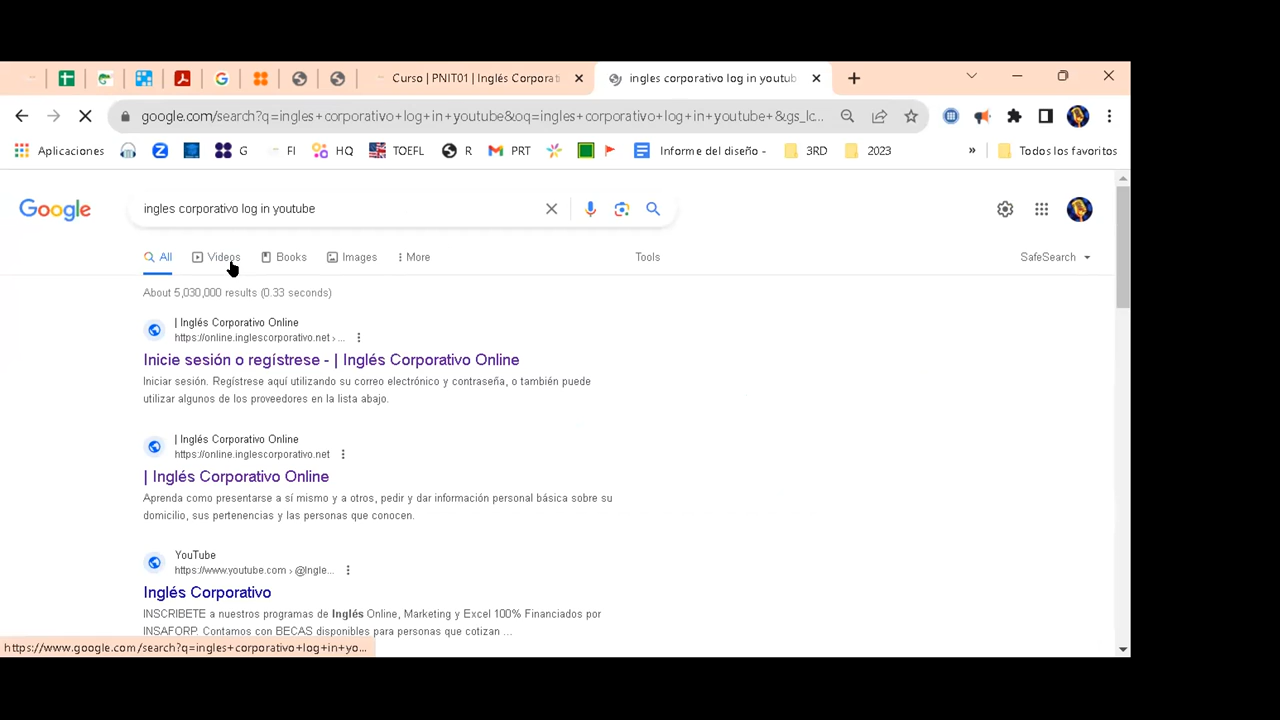 Curso | PNIT01 | Inglés Corporati
ingles corporativo log in youtub
google.com/search?q=ingles+corporativo+log+in+youtube&oq=ingles+corporativo+log+in+youtube+&gs_lc...
Aplicaciones G FI HQ TOEFL R PRT Informe del diseño - 3RD 2023 » Todos los favoritos
Google
ingles corporativo log in youtube
All Videos Books Images More Tools SafeSearch
About 5,030,000 results (0.33 seconds)
| Inglés Corporativo Online
https://online.inglescorporativo.net › ...
Inicie sesión o regístrese - | Inglés Corporativo Online
Iniciar sesión. Regístrese aquí utilizando su correo electrónico y contraseña, o también puede
utilizar algunos de los proveedores en la lista abajo.
| Inglés Corporativo Online
https://online.inglescorporativo.net
| Inglés Corporativo Online
Aprenda como presentarse a sí mismo y a otros, pedir y dar información personal básica sobre su
domicilio, sus pertenencias y las personas que conocen.
YouTube
https://www.youtube.com › @Ingle...
Inglés Corporativo
INSCRIBETE a nuestros programas de Inglés Online, Marketing y Excel 100% Financiados por
INSAFORP. Contamos con BECAS disponibles para personas que cotizan ...
https://www.google.com/search?q=ingles+corporativo+log+in+yo...